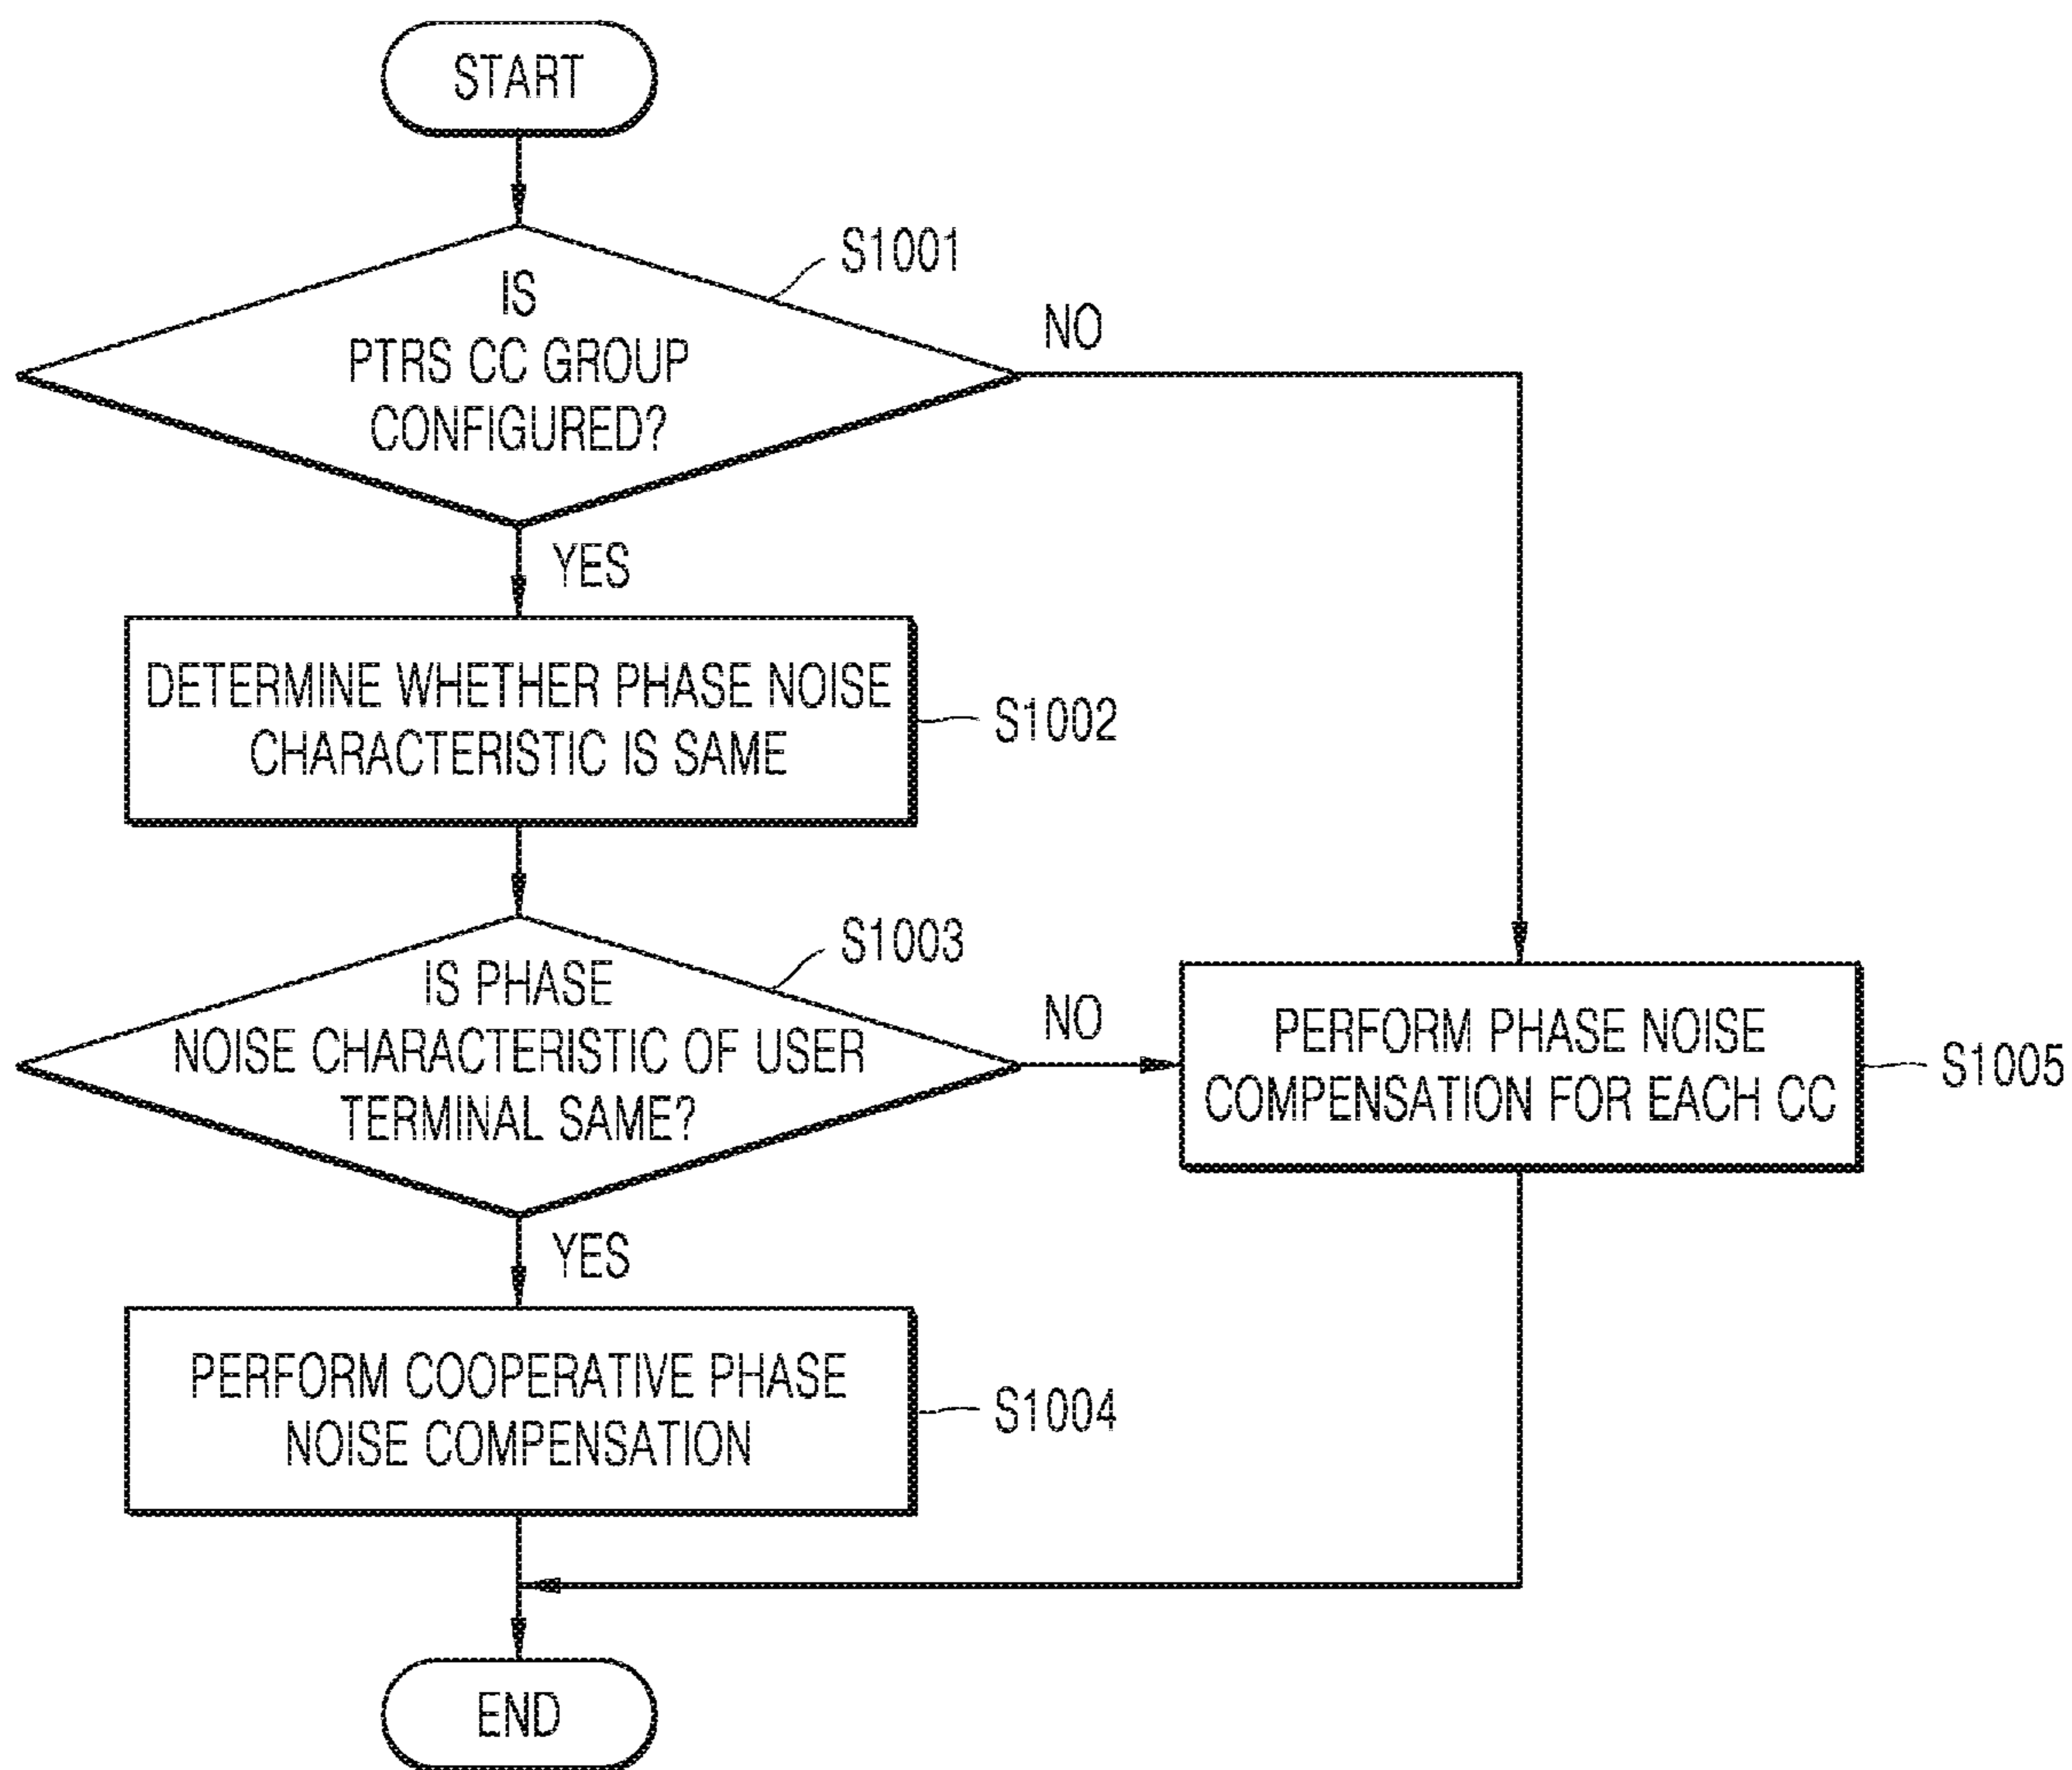 START
S1001
IS
PTRS CC GROUP
CONFIGURED?
NO
YES
DETERMINE WHETHER PHASE NOISE
CHARACTERISTIC IS SAME
S1002
S1003
IS PHASE
NOISE CHARACTERISTIC OF USER
TERMINAL SAME?
NO
PERFORM PHASE NOISE
COMPENSATION FOR EACH CC
S1005
YES
PERFORM COOPERATIVE PHASE
NOISE COMPENSATION
S1004
END